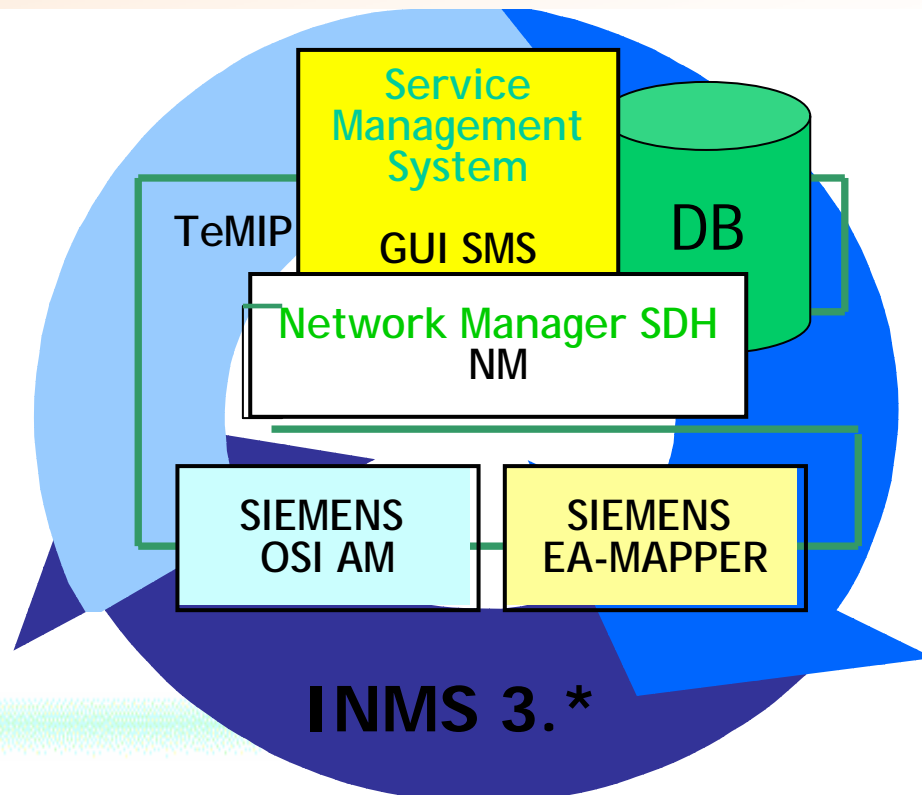 Service
Management
System
TeMIP
GUI SMS
DB
Network Manager SDH
NM
SIEMENS
OSI AM
SIEMENS
EA-MAPPER
INMS 3.*